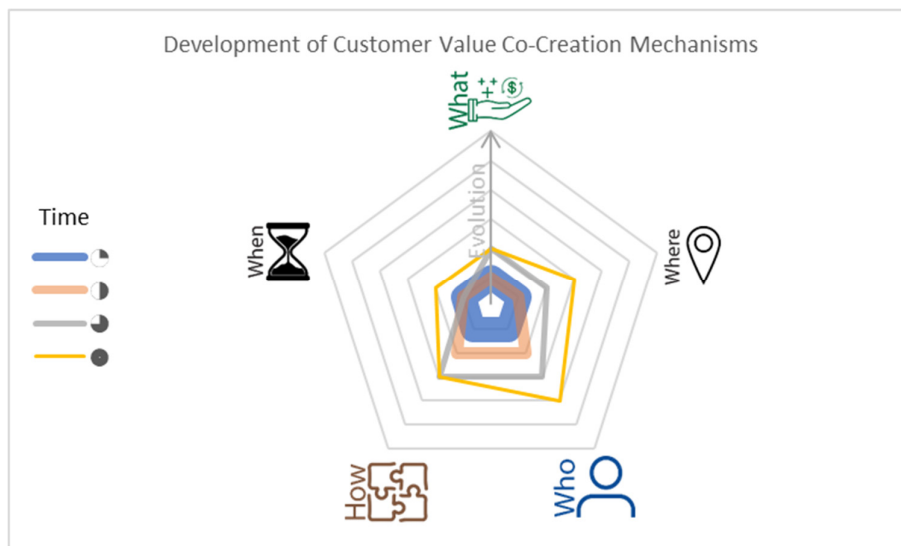 Development of Customer Value Co-Creation Mechanisms
What
++
+
$
Evolution
Time
When
Where
How
Who